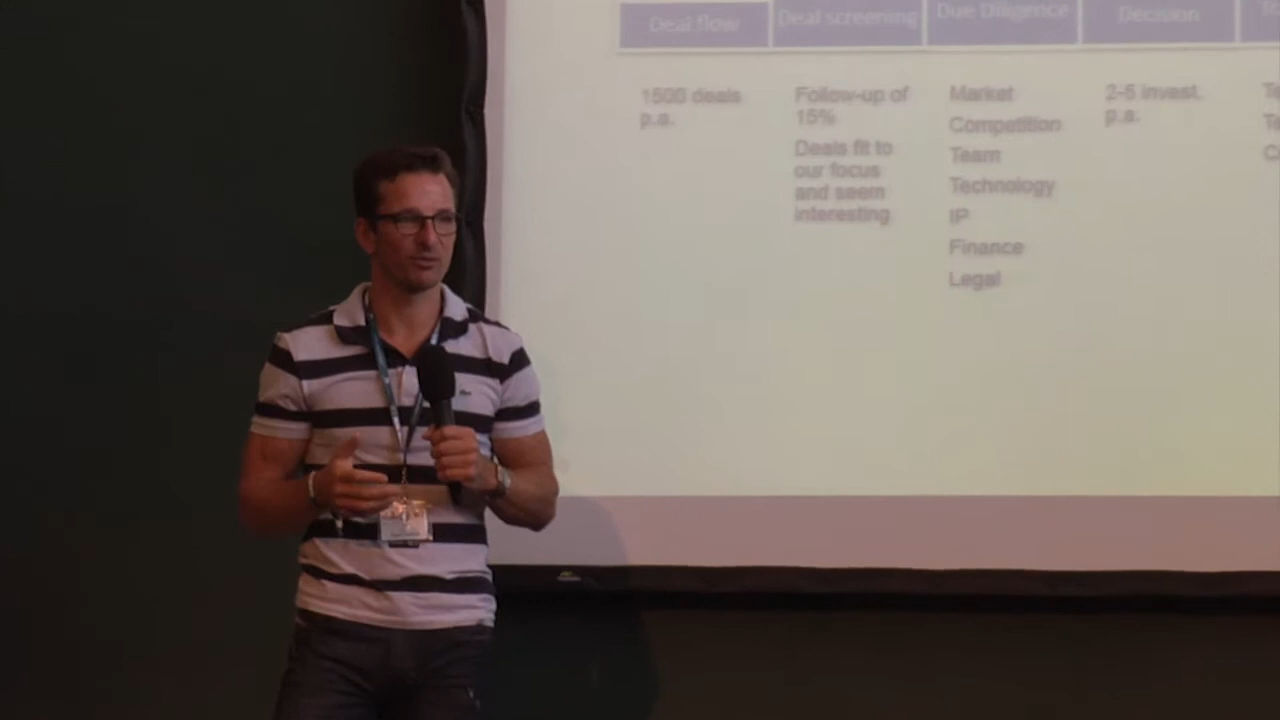 Deal flow
Deal screening
Due Diligence
Decision
1500 deals
p.a.
Follow-up of
15%
Deals fit to
our focus
and seem
interesting
Market
Competition
Team
Technology
IP
Finance
Legal
2-5 invest.
p.a.